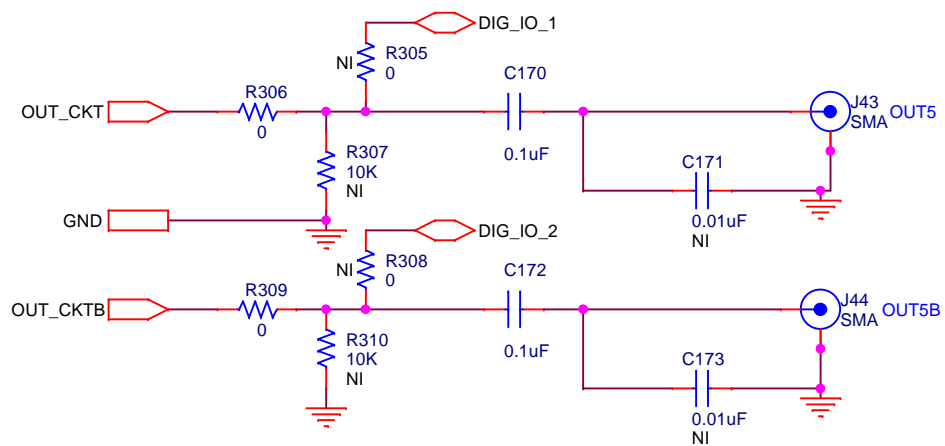 DIG_IO_1
NI
R305
0
C170
R306
OUT_CKT
0
0.1uF
J43
SMA
OUT5
R307
10K
NI
C171
0.01uF
NI
GND
DIG_IO_2
NI
R308
0
C172
R309
OUT_CKTB
0
0.1uF
J44
SMA
OUT5B
R310
10K
NI
C173
0.01uF
NI